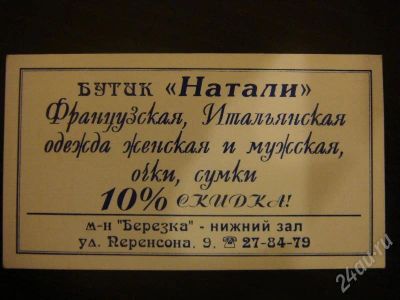 БУТИК «Натали»
Французская, Итальянская
одежда женская и мужская,
очки, сумки
10% СКИДКА!
м-н "Березка" - нижний зал
ул. Перенсона, 9. ☎ 27-84-79
24au.ru